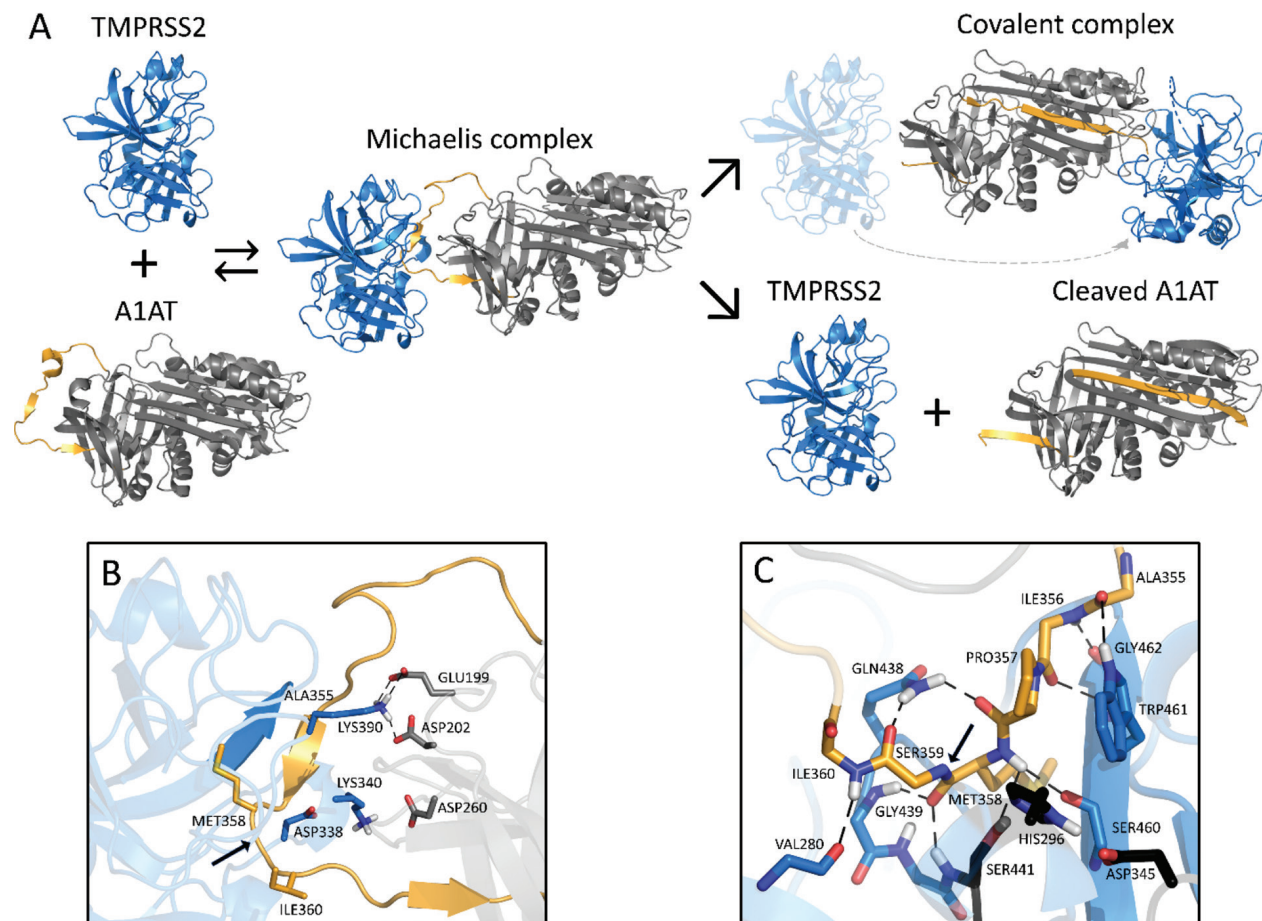 A
TMPRSS2
Covalent complex
Michaelis complex
+
A1AT
TMPRSS2
Cleaved A1AT
+
B
GLU199
ALA355
LYS390
ASP202
LYS340
ASP260
MET358
ASP338
ILE360
C
ALA355
ILE356
GLY462
PRO357
GLN438
TRP461
SER359
ILE360
MET358
GLY439
HIS296
SER460
VAL280
SER441
ASP345